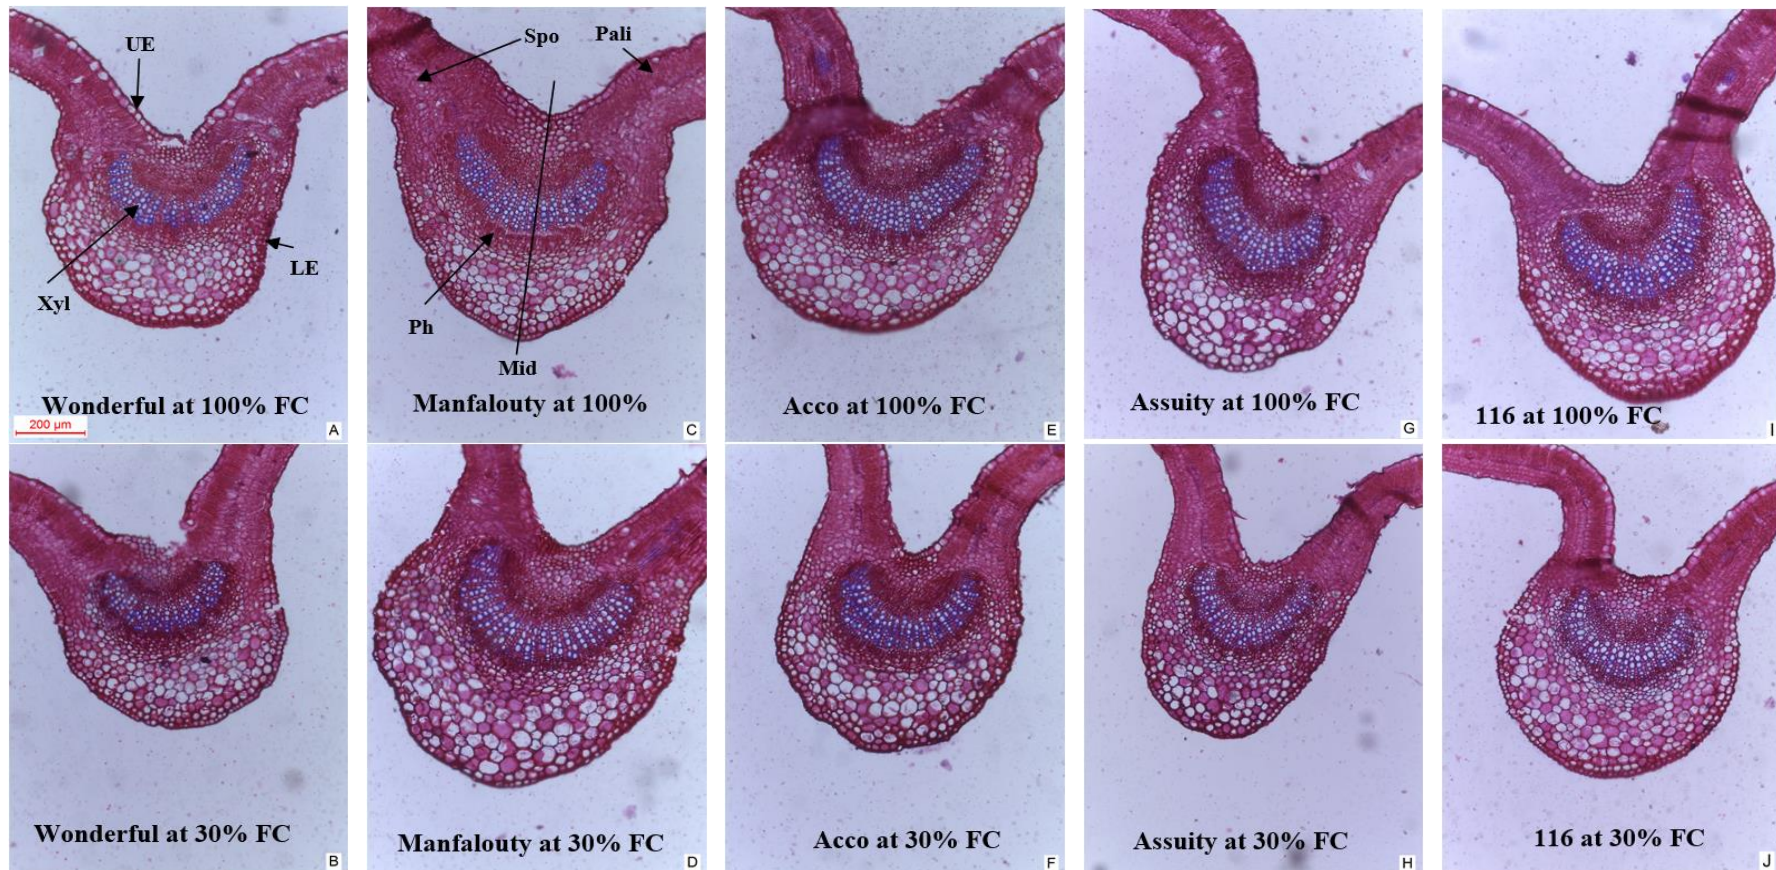 UE
Xyl
LE
Wonderful at 100% FC
200 µm
A
Spo
Pali
Ph
Mid
Manfalouty at 100%
C
Acco at 100% FC
E
Assuity at 100% FC
G
116 at 100% FC
I
Wonderful at 30% FC
B
Manfalouty at 30% FC
D
Acco at 30% FC
F
Assuity at 30% FC
H
116 at 30% FC
J